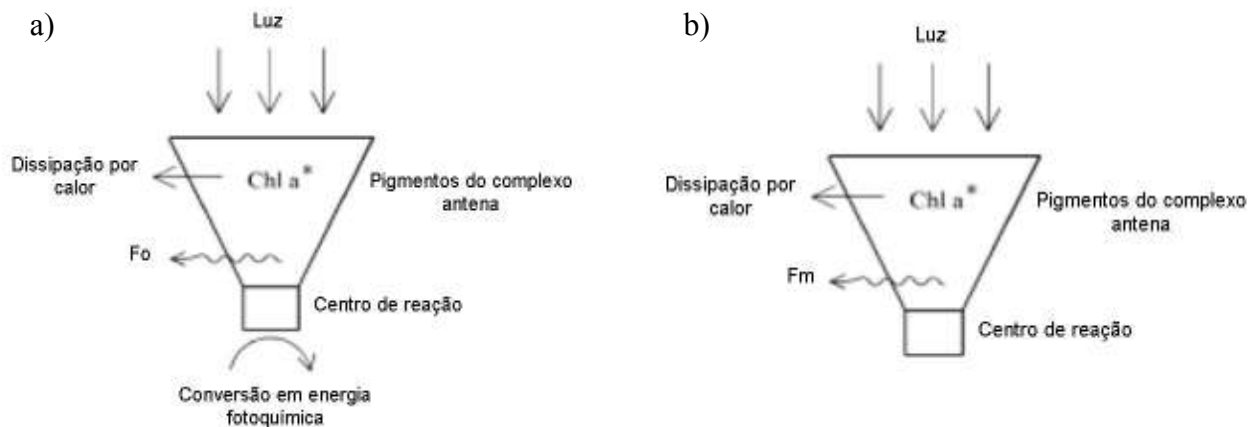 a)
Luz
Dissipação por
calor
Chl a*
Pigmentos do complexo
antena
Fo
Centro de reação
Conversão em energia
fotoquímica
b)
Luz
Dissipação por
calor
Chl a*
Pigmentos do complexo
antena
Fm
Centro de reação